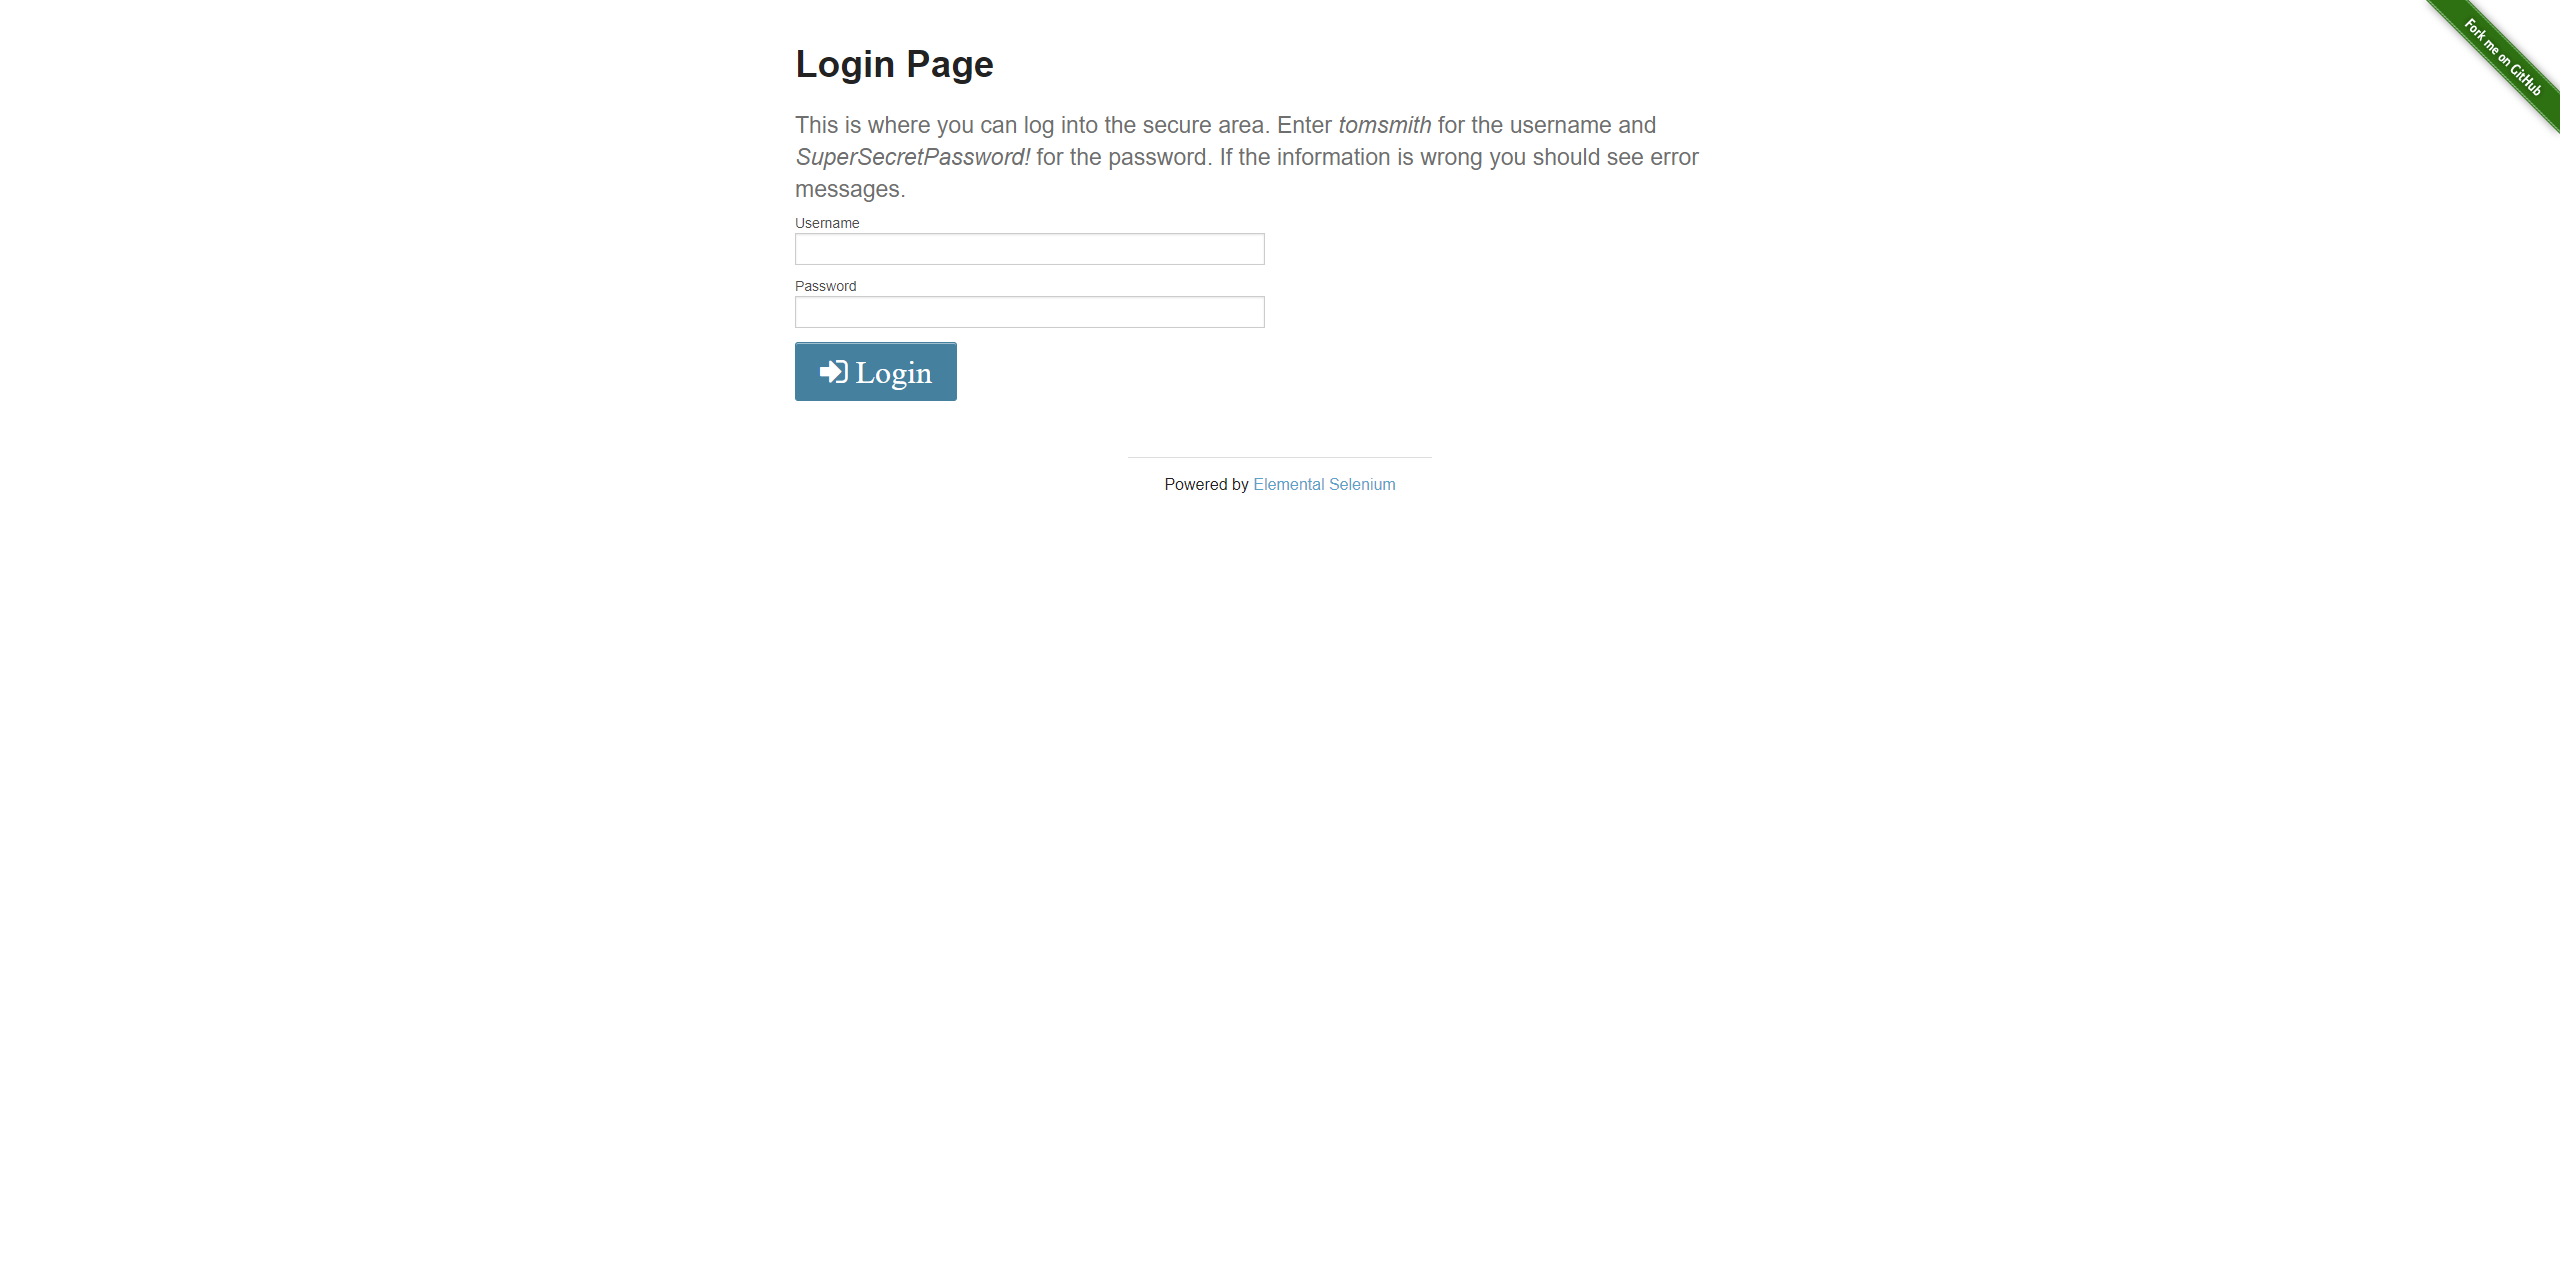 Fork me on GitHub
Login Page
This is where you can log into the secure area. Enter tomsmith for the username and
SuperSecretPassword! for the password. If the information is wrong you should see error
messages.
Username
Password
Login
Powered by Elemental Selenium